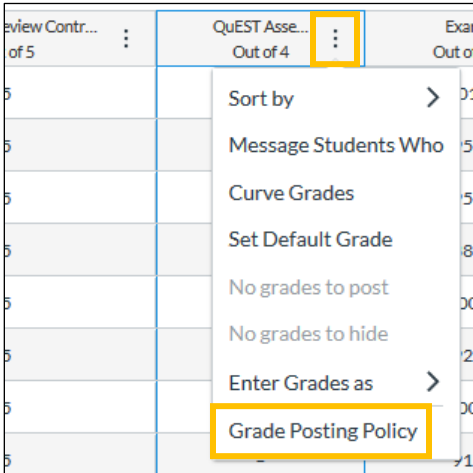 eview Contr... QuEST Asse... Exa
of 5 Out of 4 Out o
Sort by
Message Students Who
Curve Grades
Set Default Grade
No grades to post
No grades to hide
Enter Grades as
Grade Posting Policy